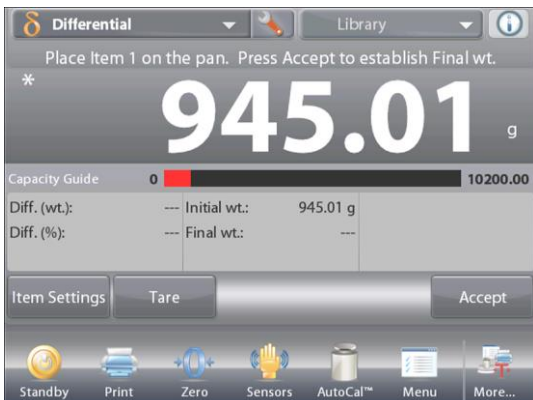 δ Differential Library i
Place Item 1 on the pan. Press Accept to establish Final wt.
*
945.01 g
Capacity Guide 0 10200.00
Diff. (wt.): --- Initial wt.: 945.01 g
Diff. (%): --- Final wt.: ---
Item Settings Tare Accept
Standby Print Zero Sensors AutoCal™ Menu More...